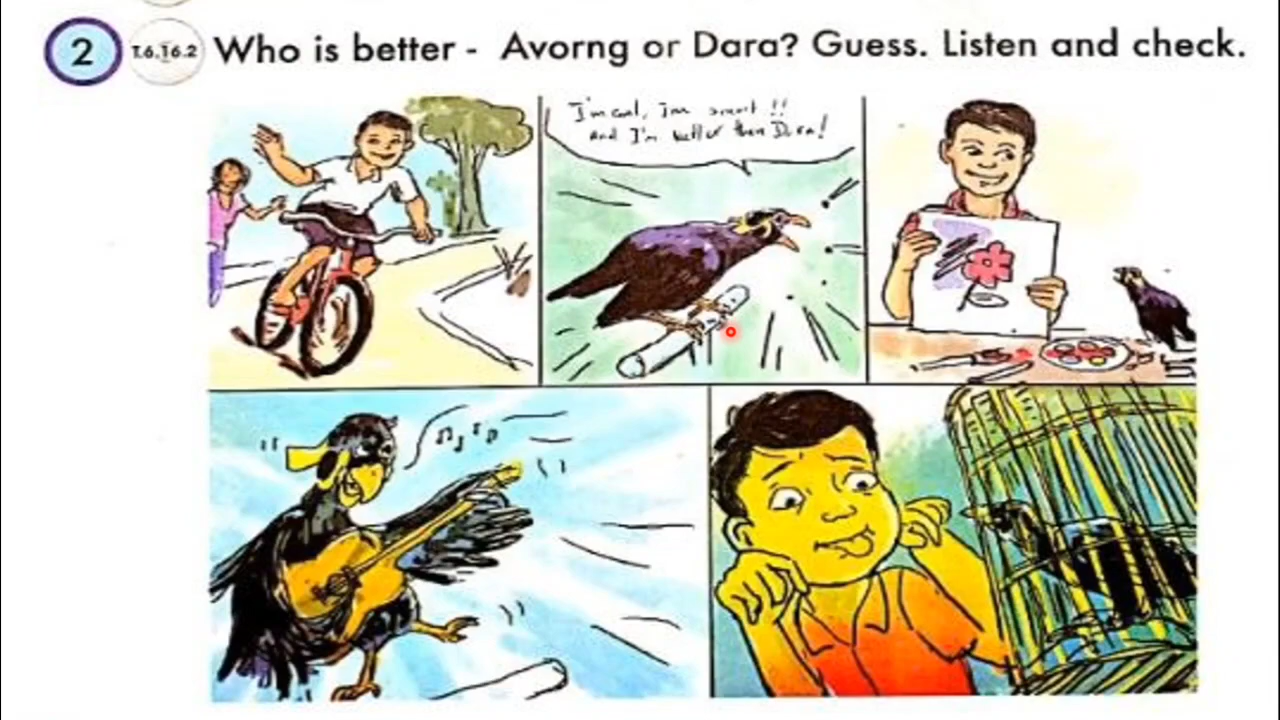 2 T.6.16.2 Who is better - Avorng or Dara? Guess. Listen and check.
I'm cool, I'm smart !!
And I'm better than Dara!